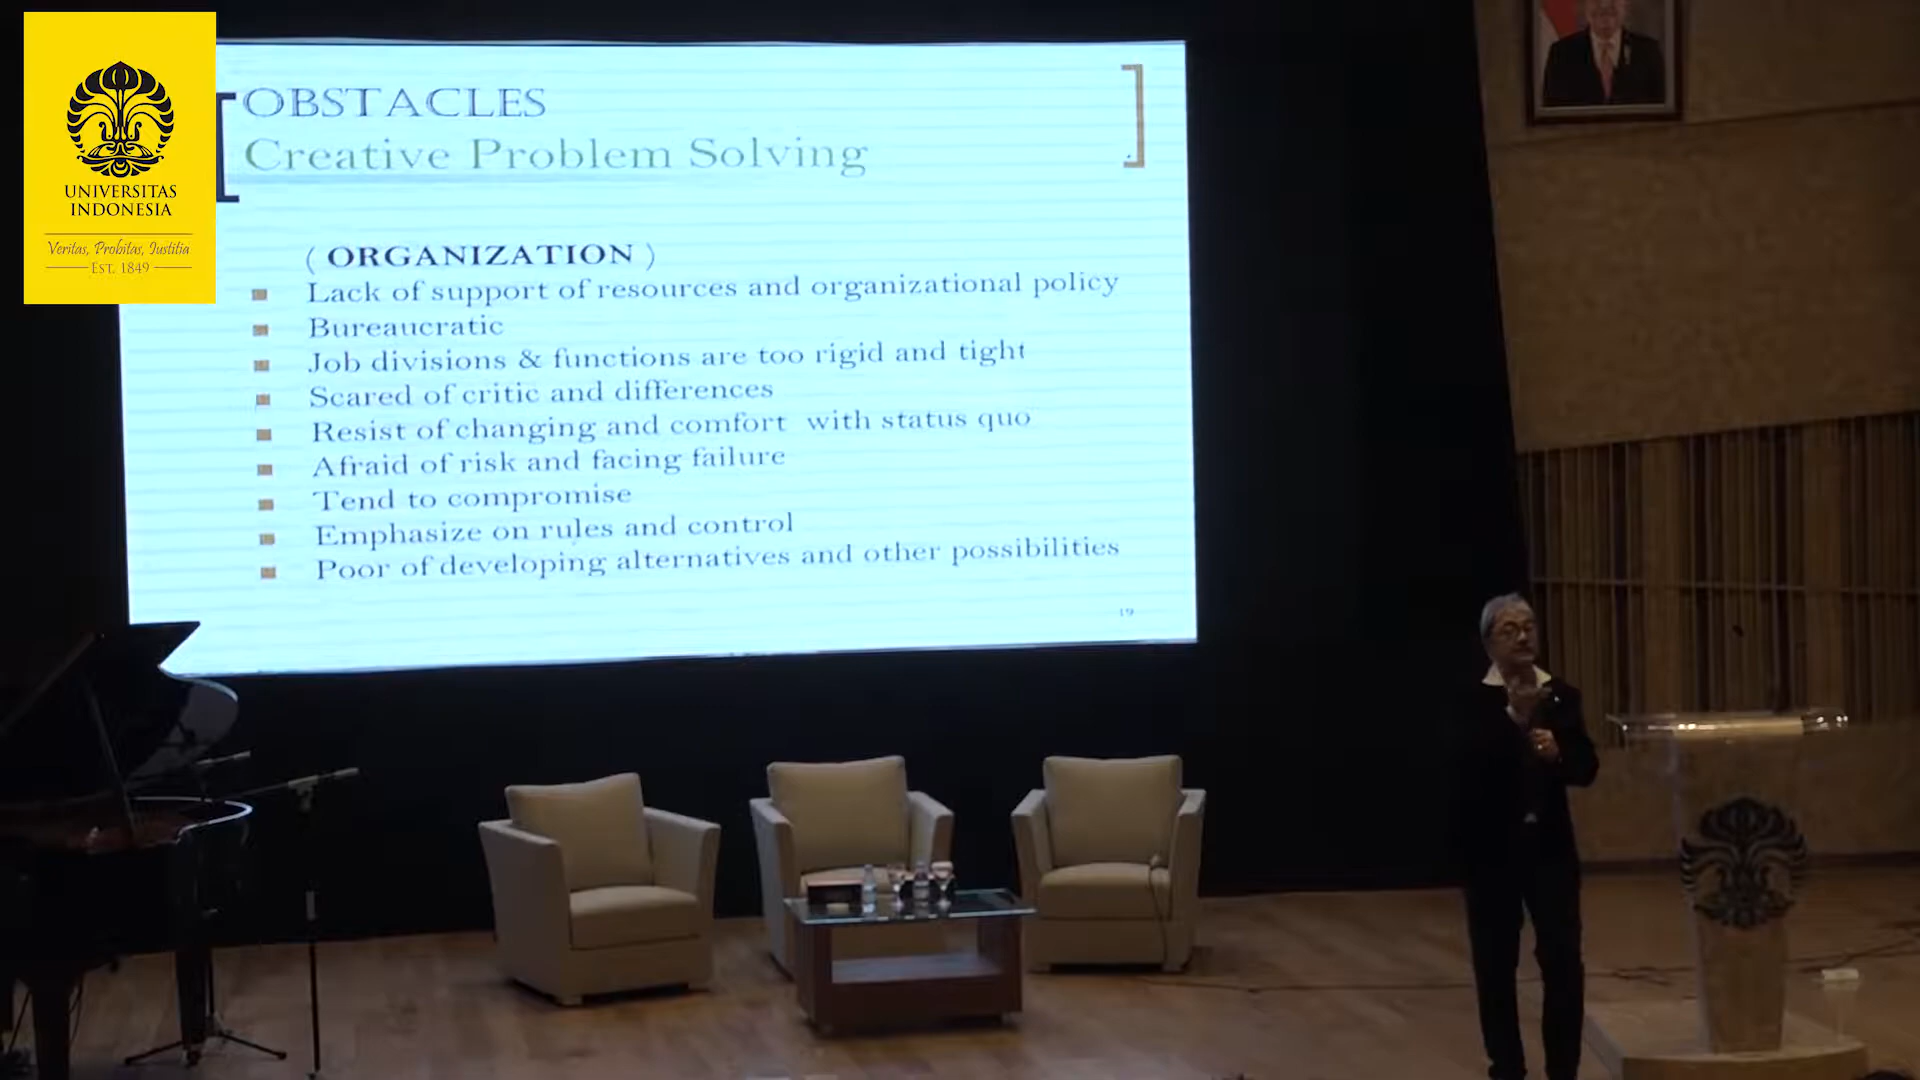 UNIVERSITAS
INDONESIA
Veritas, Probitas, Justitia
EST. 1849
OBSTACLES
Creative Problem Solving
( ORGANIZATION )
Lack of support of resources and organizational policy
Bureaucratic
Job divisions & functions are too rigid and tight
Scared of critic and differences
Resist of changing and comfort with status quo
Afraid of risk and facing failure
Tend to compromise
Emphasize on rules and control
Poor of developing alternatives and other possibilities
19